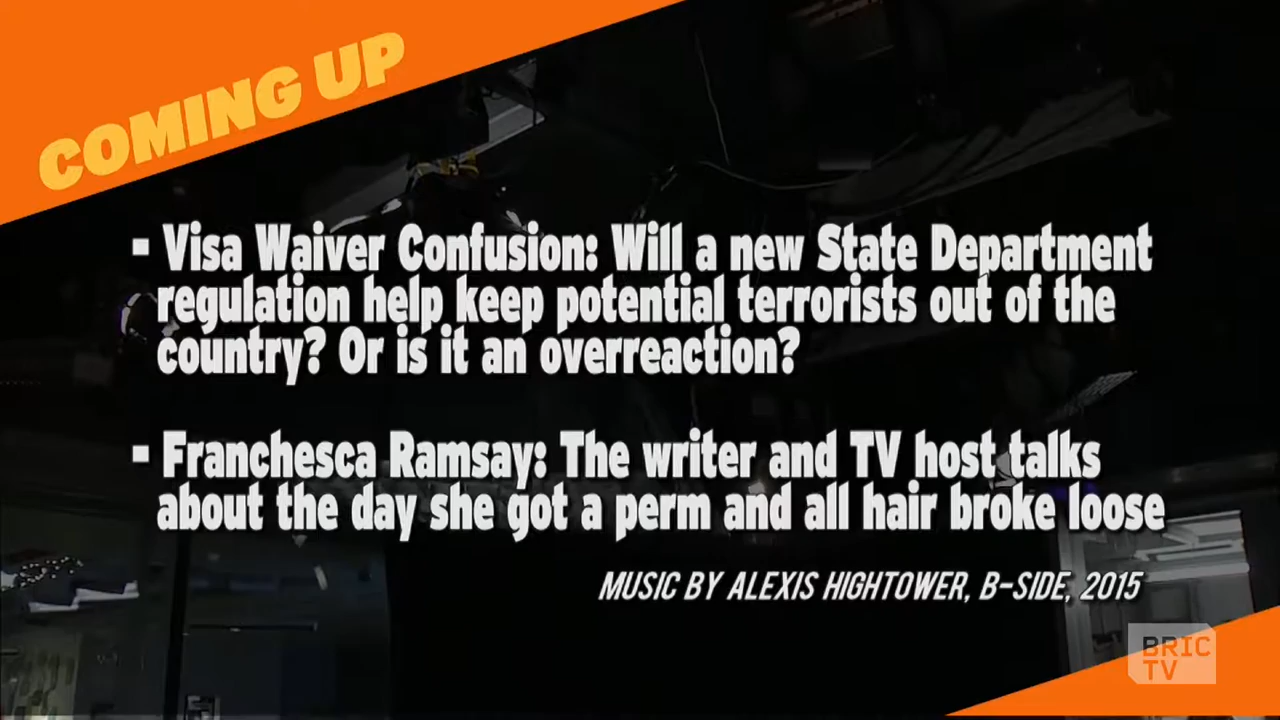 COMING UP
▪ Visa Waiver Confusion: Will a new State Department
regulation help keep potential terrorists out of the
country? Or is it an overreaction?
▪ Franchesca Ramsay: The writer and TV host talks
about the day she got a perm and all hair broke loose
MUSIC BY ALEXIS HIGHTOWER, B-SIDE, 2015
BRIC
TV